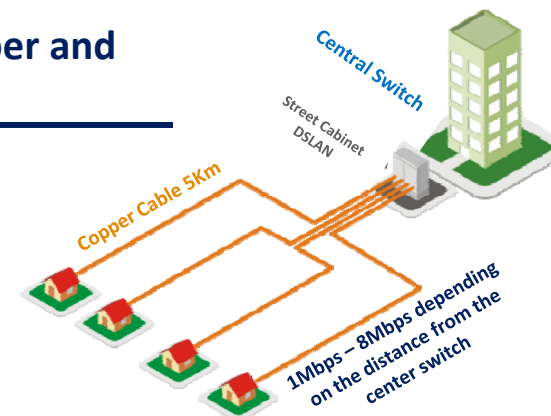 per and
Central Switch
Street Cabinet
DSLAN
Copper Cable 5Km
1Mbps – 8Mbps depending
on the distance from the
center switch